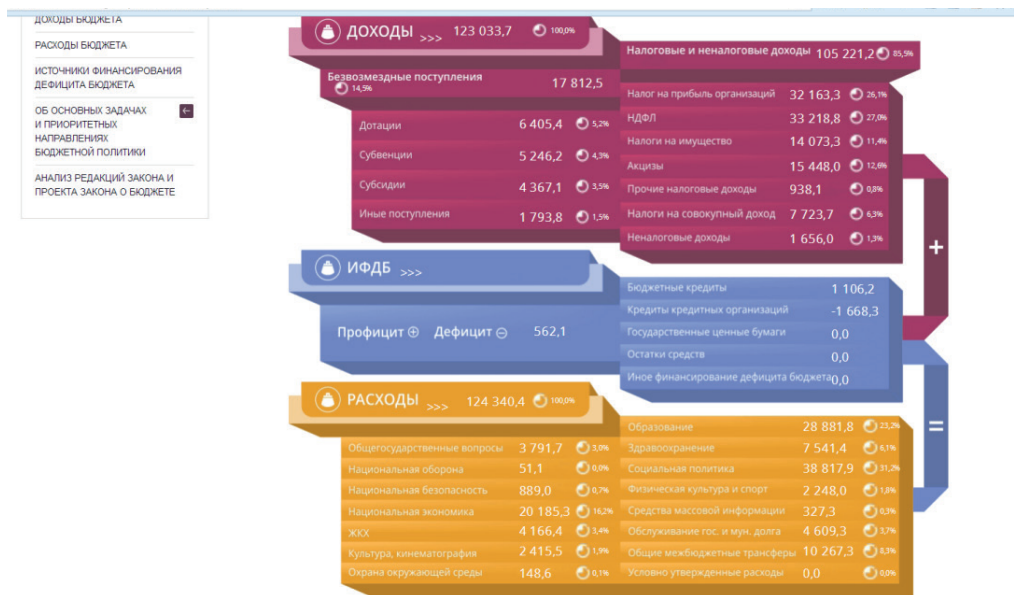 ДОХОДЫ БЮДЖЕТА
РАСХОДЫ БЮДЖЕТА
ИСТОЧНИКИ ФИНАНСИРОВАНИЯ
ДЕФИЦИТА БЮДЖЕТА
ОБ ОСНОВНЫХ ЗАДАЧАХ
И ПРИОРИТЕТНЫХ
НАПРАВЛЕНИЯХ
БЮДЖЕТНОЙ ПОЛИТИКИ
АНАЛИЗ РЕДАКЦИЙ ЗАКОНА И
ПРОЕКТА ЗАКОНА О БЮДЖЕТЕ
ДОХОДЫ >>> 123 033,7 100,0%
Безвозмездные поступления
14,5% 17 812,5
Дотации 6 405,4 5,2%
Субвенции 5 246,2 4,3%
Субсидии 4 367,1 3,5%
Иные поступления 1 793,8 1,5%
Налоговые и неналоговые доходы 105 221,2 85,5%
Налог на прибыль организаций 32 163,3 26,1%
НДФЛ 33 218,8 27,0%
Налоги на имущество 14 073,3 11,4%
Акцизы 15 448,0 12,6%
Прочие налоговые доходы 938,1 0,8%
Налоги на совокупный доход 7 723,7 6,3%
Неналоговые доходы 1 656,0 1,3%
+
ИФДБ >>>
Профицит ⊕ Дефицит ⊖ 562,1
Бюджетные кредиты 1 106,2
Кредиты кредитных организаций -1 668,3
Государственные ценные бумаги 0,0
Остатки средств 0,0
Иное финансирование дефицита бюджета 0,0
=
РАСХОДЫ >>> 124 340,4 100,0%
Общегосударственные вопросы 3 791,7 3,0%
Национальная оборона 51,1 0,0%
Национальная безопасность 889,0 0,7%
Национальная экономика 20 185,3 16,2%
ЖКХ 4 166,4 3,4%
Культура, кинематография 2 415,5 1,9%
Охрана окружающей среды 148,6 0,1%
Образование 28 881,8 23,2%
Здравоохранение 7 541,4 6,1%
Социальная политика 38 817,9 31,2%
Физическая культура и спорт 2 248,0 1,8%
Средства массовой информации 327,3 0,3%
Обслуживание гос. и мун. долга 4 609,3 3,7%
Общие межбюджетные трансферы 10 267,3 8,3%
Условно утвержденные расходы 0,0 0,0%